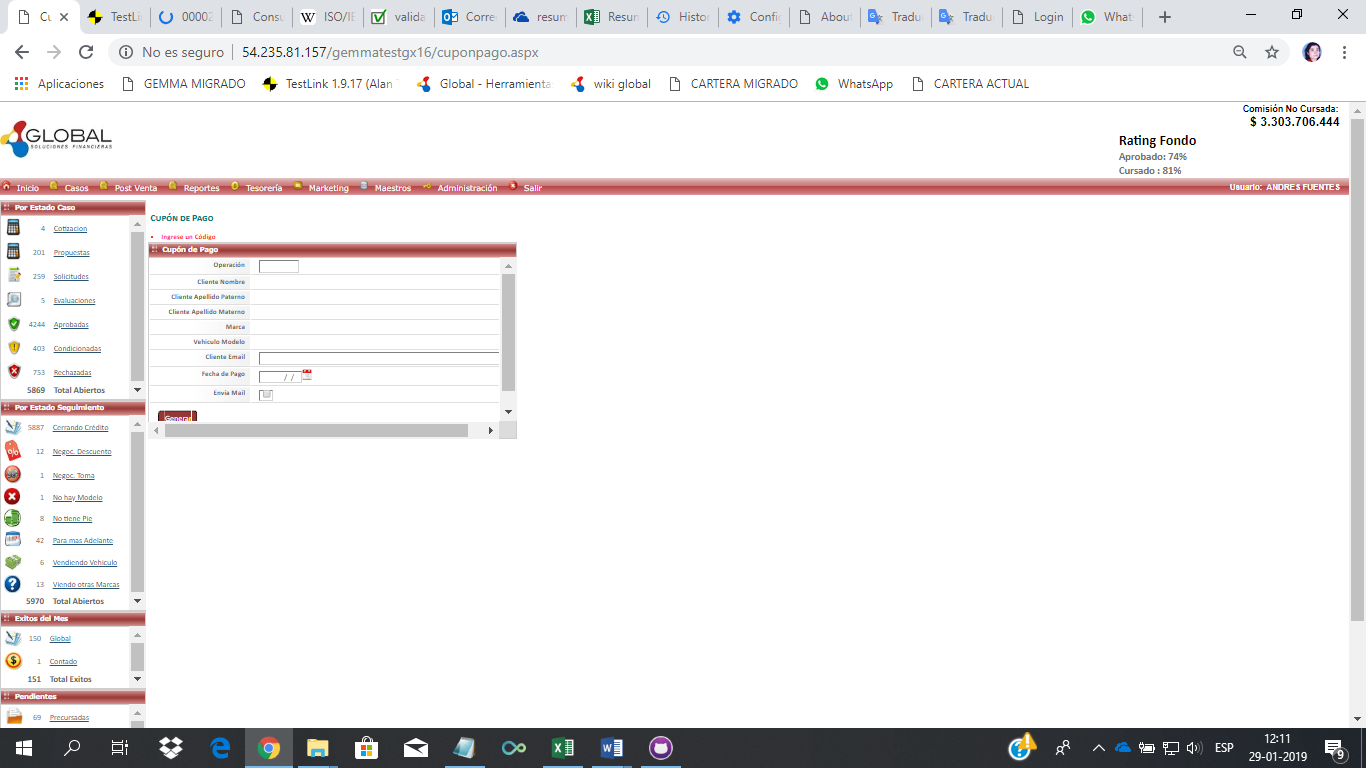 Cu
TestLi
00002
Consu
ISO/IE
valida
Corre
resum
Resun
Histor
Config
About
Tradu
Tradu
Login
What
No es seguro
54.235.81.157/gemmatestgx16/cuponpago.aspx
Aplicaciones
GEMMA MIGRADO
TestLink 1.9.17 (Alan
Global - Herramienta
wiki global
CARTERA MIGRADO
WhatsApp
CARTERA ACTUAL
GLOBAL
SOLUCIONES FINANCIERAS
Comisión No Cursada:
$ 3.303.706.444
Rating Fondo
Aprobado: 74%
Cursado : 81%
Inicio Casos Post Venta Reportes Tesorería Marketing Maestros Administración Salir
Usuario: ANDRES FUENTES
Por Estado Caso
4 Cotizacion
201 Propuestas
259 Solicitudes
5 Evaluaciones
4244 Aprobadas
403 Condicionadas
753 Rechazadas
5869 Total Abiertos
Por Estado Seguimiento
5887 Cerrando Crédito
12 Negoc. Descuento
1 Negoc. Toma
1 No hay Modelo
8 No tiene Pie
42 Para mas Adelante
6 Vendiendo Vehiculo
13 Viendo otras Marcas
5970 Total Abiertos
Exitos del Mes
150 Global
1 Contado
151 Total Exitos
Pendientes
69 Precursadas
Cupón de Pago
Ingrese un Código
Cupón de Pago
Operación
Cliente Nombre
Cliente Apellido Paterno
Cliente Apellido Materno
Marca
Vehiculo Modelo
Cliente Email
Fecha de Pago / /
Envia Mail
Generar
ESP
12:11
29-01-2019
9